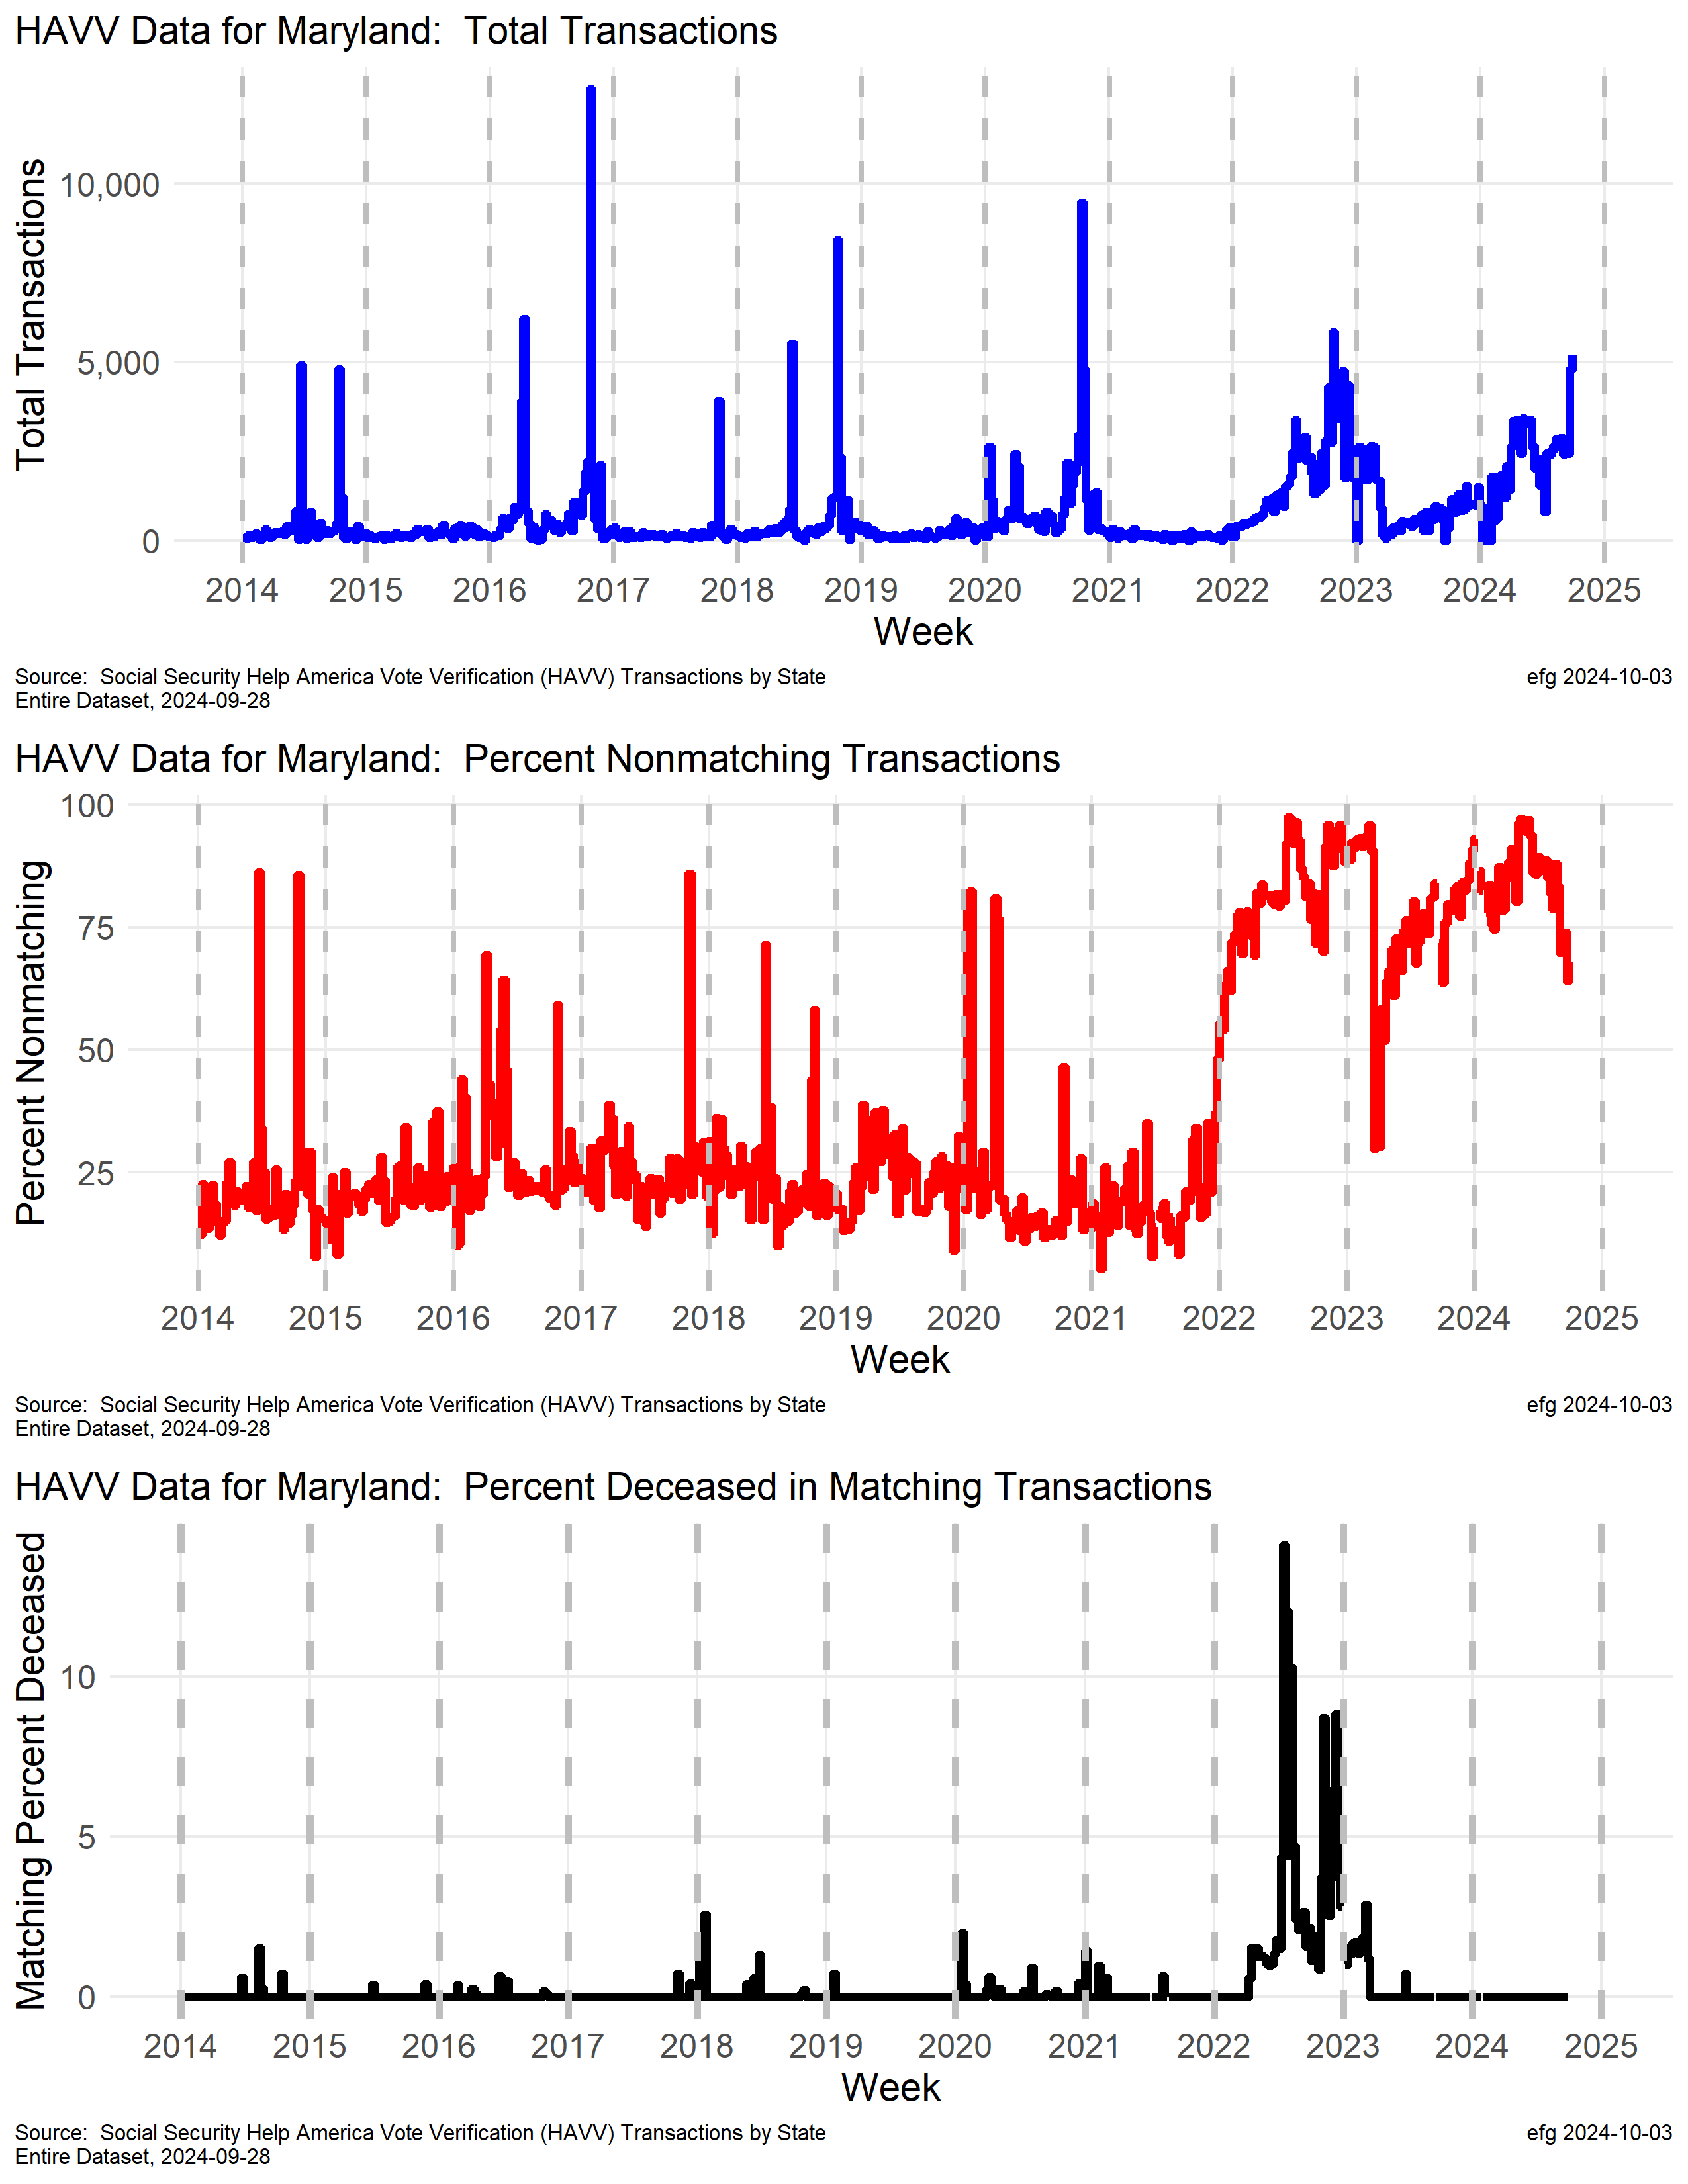 HAVV Data for Maryland:  Total Transactions
Total Transactions
10,000
5,000
0
2014 2015 2016 2017 2018 2019 2020 2021 2022 2023 2024 2025
Week
Source:  Social Security Help America Vote Verification (HAVV) Transactions by State
Entire Dataset, 2024-09-28
efg 2024-10-03
HAVV Data for Maryland:  Percent Nonmatching Transactions
Percent Nonmatching
100
75
50
25
2014 2015 2016 2017 2018 2019 2020 2021 2022 2023 2024 2025
Week
Source:  Social Security Help America Vote Verification (HAVV) Transactions by State
Entire Dataset, 2024-09-28
efg 2024-10-03
HAVV Data for Maryland:  Percent Deceased in Matching Transactions
Matching Percent Deceased
10
5
0
2014 2015 2016 2017 2018 2019 2020 2021 2022 2023 2024 2025
Week
Source:  Social Security Help America Vote Verification (HAVV) Transactions by State
Entire Dataset, 2024-09-28
efg 2024-10-03